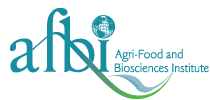 afbi
Agri-Food and
Biosciences Institute